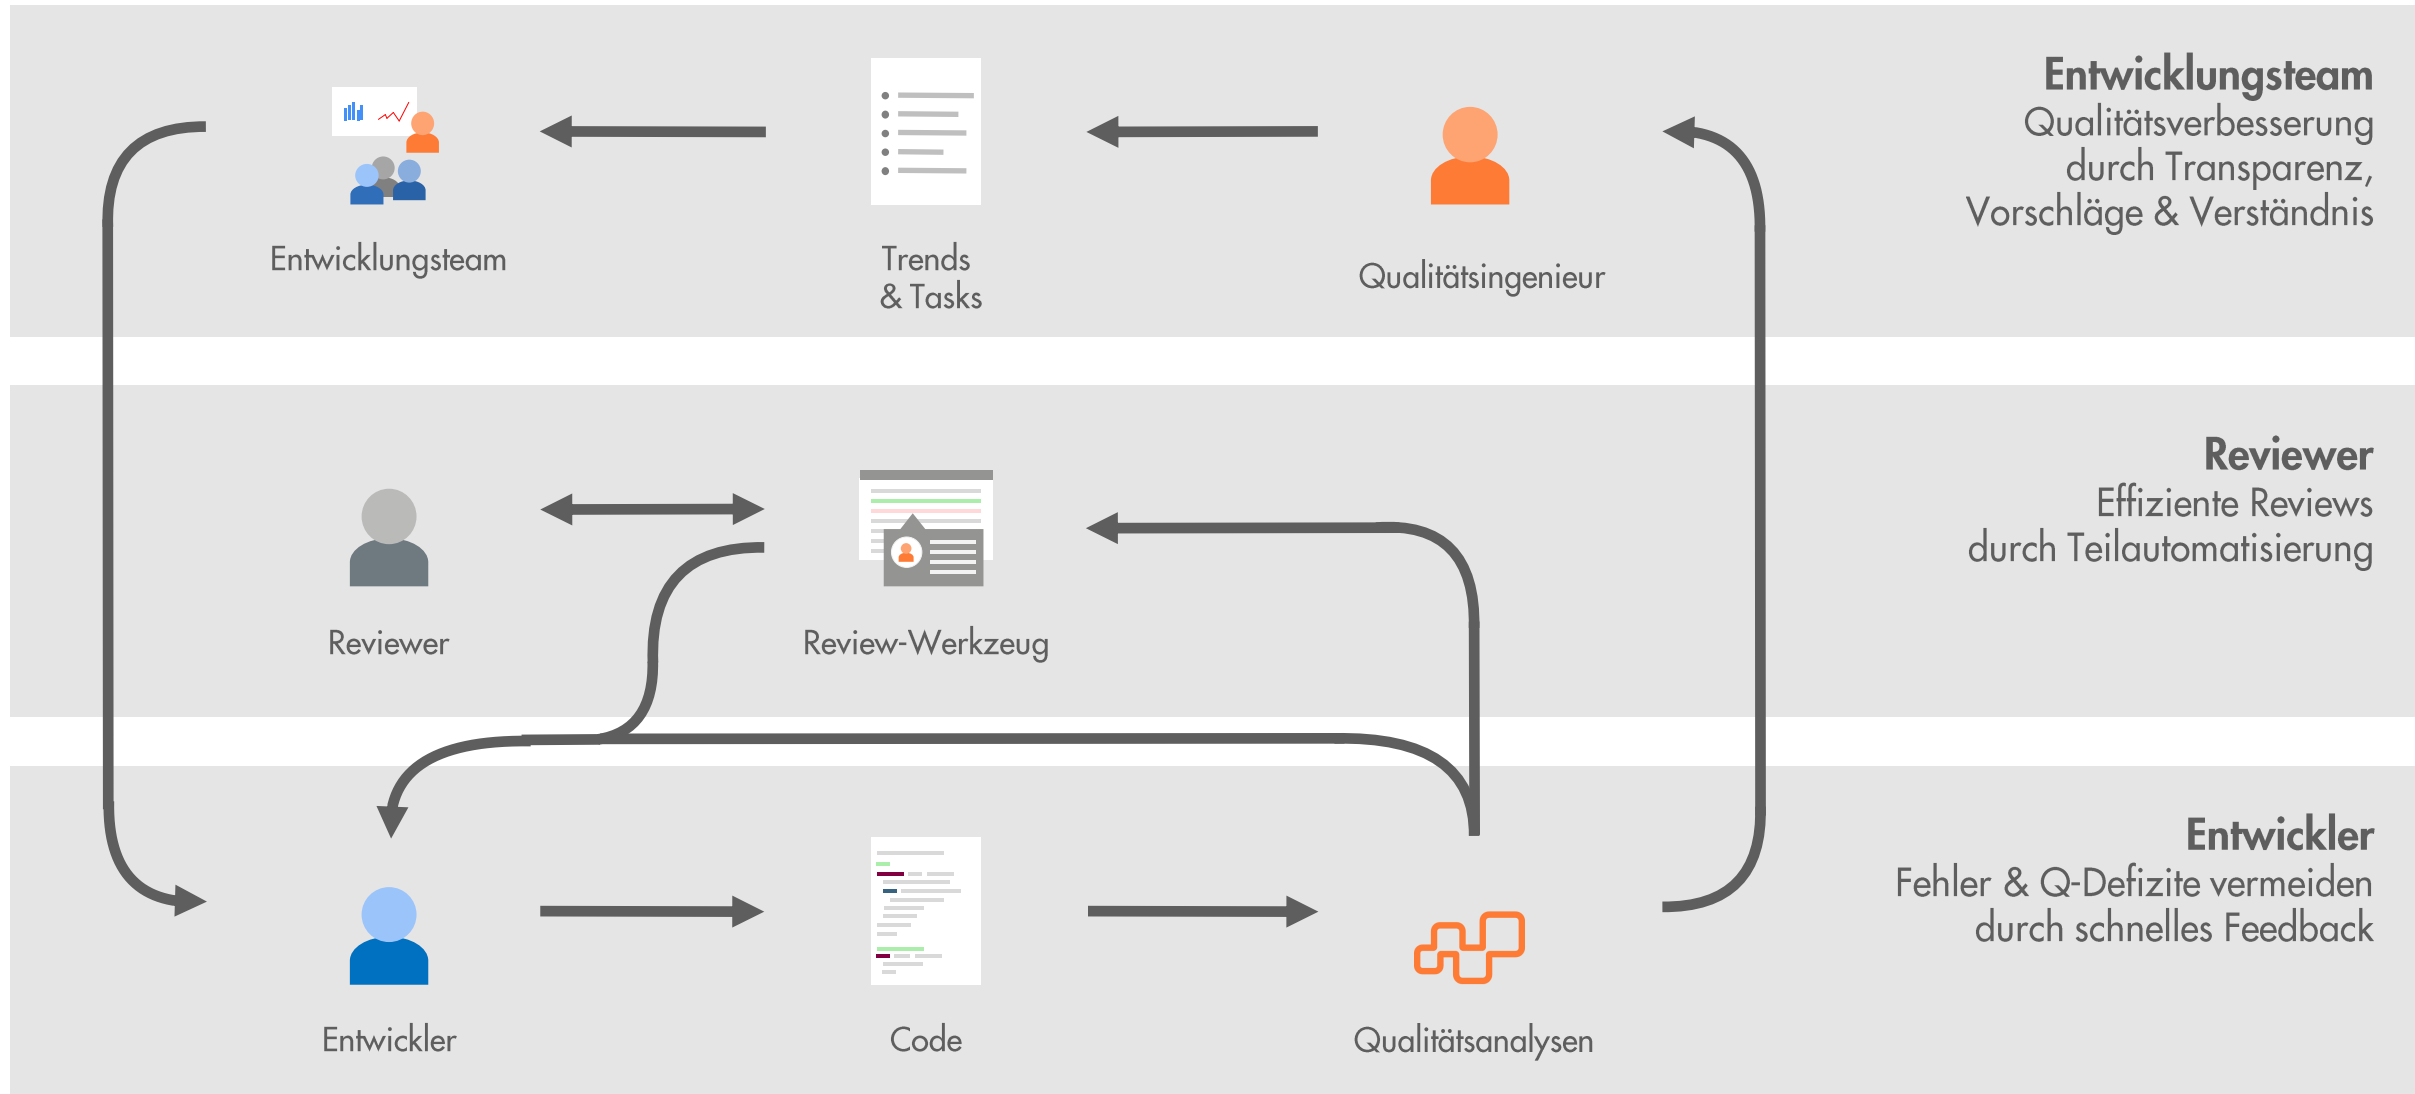 Entwicklungsteam
Qualitätsverbesserung
durch Transparenz,
Vorschläge & Verständnis
Entwicklungsteam
Trends
& Tasks
Qualitätsingenieur
Reviewer
Effiziente Reviews
durch Teilautomatisierung
Reviewer
Review-Werkzeug
Entwickler
Fehler & Q-Defizite vermeiden
durch schnelles Feedback
Entwickler
Code
Qualitätsanalysen